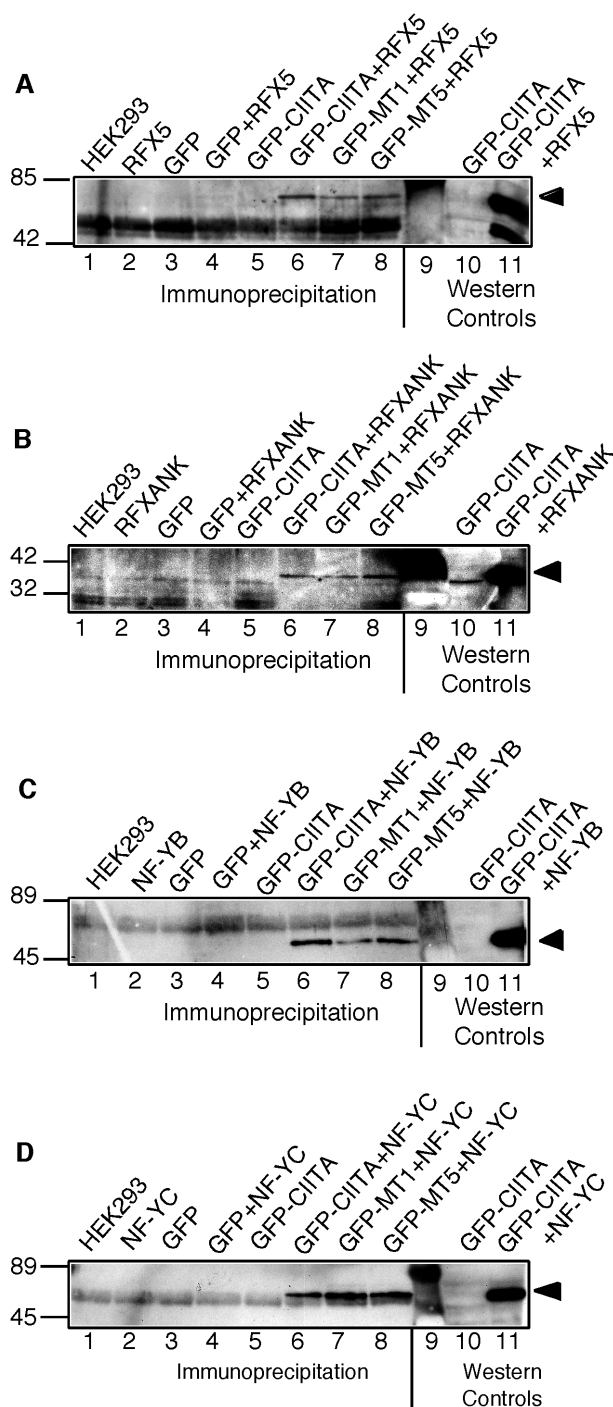 A
HEK293
RFX5
GFP
GFP+RFX5
GFP-CIITA
GFP-CIITA+RFX5
GFP-MT1+RFX5
GFP-MT5+RFX5
GFP-CIITA
GFP-CIITA
+RFX5
85
42
1 2 3 4 5 6 7 8 9 10 11
Immunoprecipitation
Western
Controls
B
HEK293
RFXANK
GFP
GFP+RFXANK
GFP-CIITA
GFP-CIITA+RFXANK
GFP-MT1+RFXANK
GFP-MT5+RFXANK
GFP-CIITA
GFP-CIITA
+RFXANK
42
32
1 2 3 4 5 6 7 8 9 10 11
Immunoprecipitation
Western
Controls
C
HEK293
NF-YB
GFP
GFP+NF-YB
GFP-CIITA
GFP-CIITA+NF-YB
GFP-MT1+NF-YB
GFP-MT5+NF-YB
GFP-CIITA
GFP-CIITA
+NF-YB
89
45
1 2 3 4 5 6 7 8 9 10 11
Immunoprecipitation
Western
Controls
D
HEK293
NF-YC
GFP
GFP+NF-YC
GFP-CIITA
GFP-CIITA+NF-YC
GFP-MT1+NF-YC
GFP-MT5+NF-YC
GFP-CIITA
GFP-CIITA
+NF-YC
89
45
1 2 3 4 5 6 7 8 9 10 11
Immunoprecipitation
Western
Controls